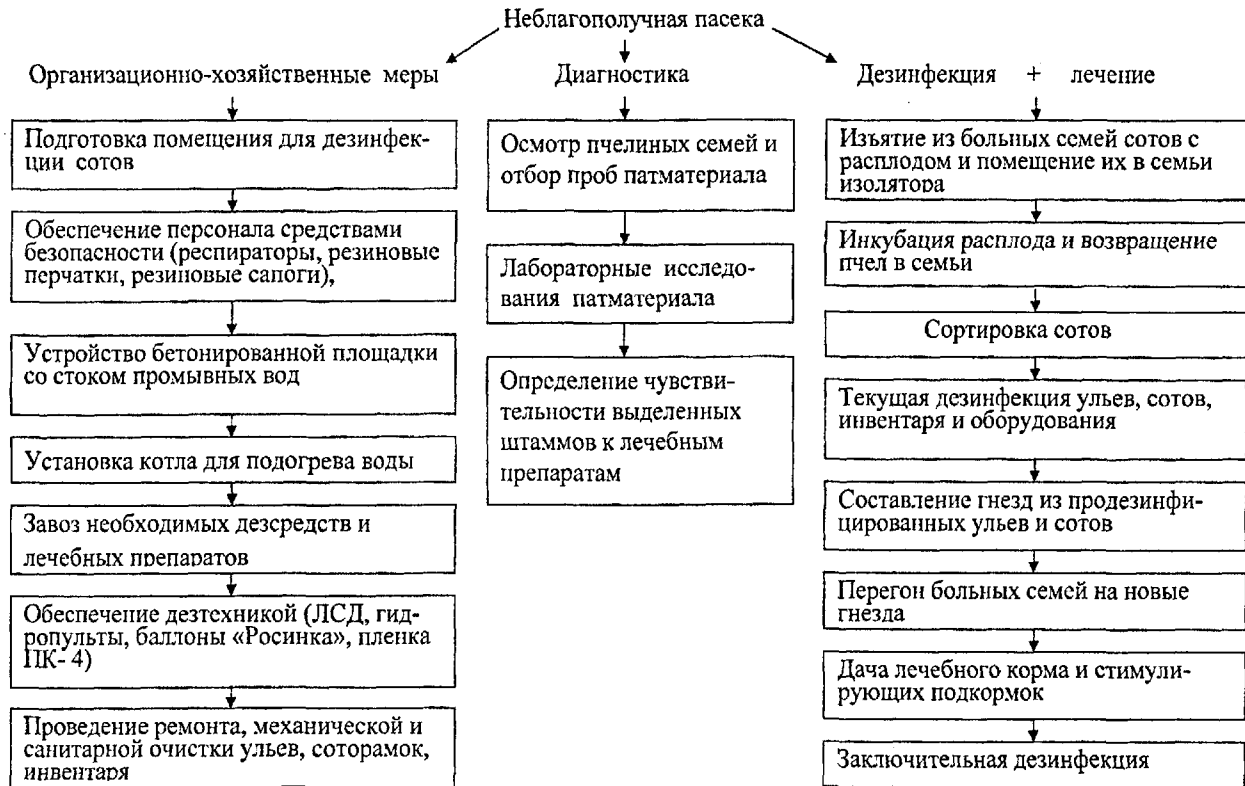 Неблагополучная пасека
Организационно-хозяйственные меры
Подготовка помещения для дезинфек-
ции сотов
Обеспечение персонала средствами
безопасности (респираторы, резиновые
перчатки, резиновые сапоги),
Устройство бетонированной площадки
со стоком промывных вод
Установка котла для подогрева воды
Завоз необходимых дезсредств и
лечебных препаратов
Обеспечение дезтехникой (ЛСД, гид-
ропульты, баллоны «Росинка», пленка
ПК- 4)
Проведение ремонта, механической и
санитарной очистки ульев, соторамок,
инвентаря
Диагностика
Осмотр пчелиных семей и
отбор проб патматериала
Лабораторные исследо-
вания патматериала
Определение чувстви-
тельности выделенных
штаммов к лечебным
препаратам
Дезинфекция + лечение
Изъятие из больных семей сотов с
расплодом и помещение их в семьи
изолятора
Инкубация расплода и возвращение
пчел в семьи
Сортировка сотов
Текущая дезинфекция ульев, сотов,
инвентаря и оборудования
Составление гнезд из продезинфи-
цированных ульев и сотов
Перегон больных семей на новые
гнезда
Дача лечебного корма и стимули-
рующих подкормок
Заключительная дезинфекция